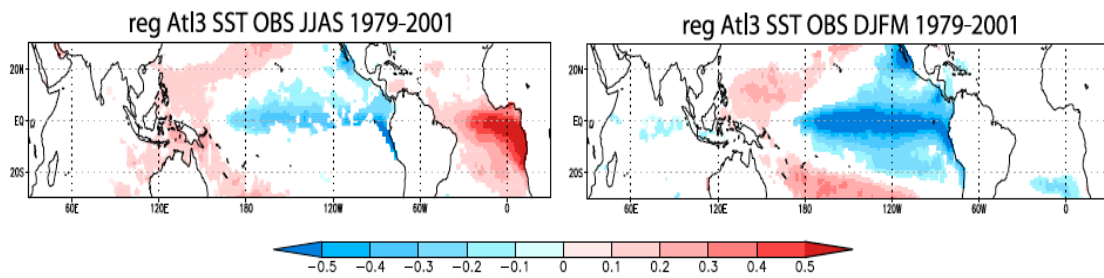 reg Atl3 SST OBS JJAS 1979-2001
reg Atl3 SST OBS DJFM 1979-2001
20N
EQ
20S
60E 120E 180 120W 60W 0
20N
EQ
20S
60E 120E 180 120W 60W 0
−0.5 −0.4 −0.3 −0.2 −0.1 0 0.1 0.2 0.3 0.4 0.5